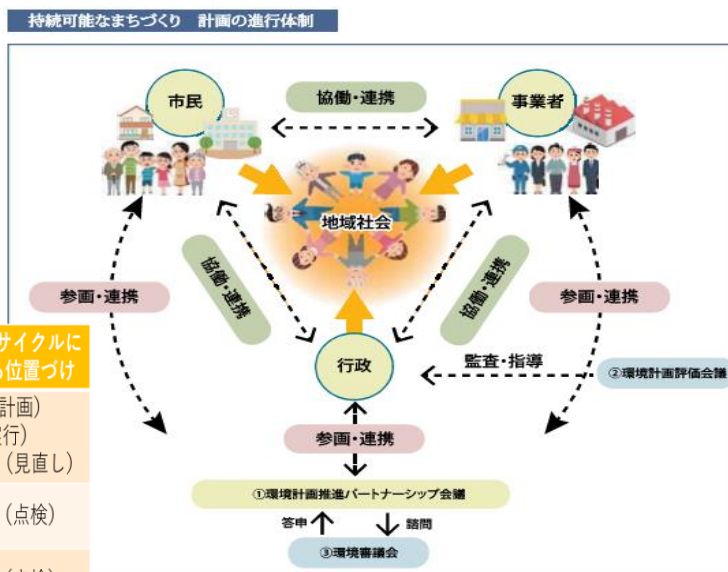 持続可能なまちづくり 計画の進行体制
市民
協働・連携
事業者
地域社会
協働・連携
協働・連携
参画・連携
参画・連携
サイクルに
る位置づけ
行政
監査・指導
②環境計画評価会議
計画)
実行)
(見直し)
参画・連携
①環境計画推進パートナーシップ会議
(点検)
答申
諮問
③環境審議会